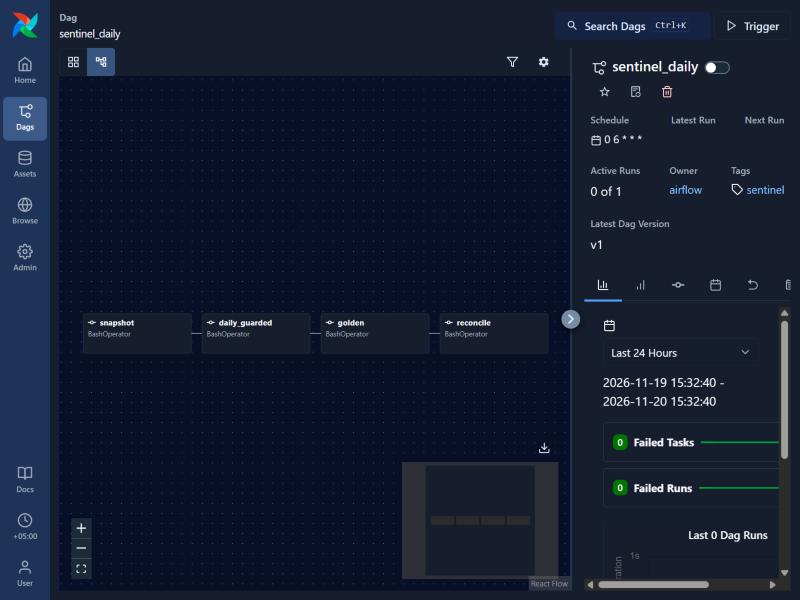 Dag
sentinel_daily
Search Dags Ctrl+K
Trigger
Home
Dags
Assets
Browse
Admin
Docs
+05:00
User
snapshot
BashOperator
daily_guarded
BashOperator
golden
BashOperator
reconcile
BashOperator
React Flow
sentinel_daily
Schedule Latest Run Next Run
0 6 * * *
Active Runs Owner Tags
0 of 1 airflow sentinel
Latest Dag Version
v1
Last 24 Hours
2026-11-19 15:32:40 -
2026-11-20 15:32:40
0 Failed Tasks
0 Failed Runs
Last 0 Dag Runs
1s
ration